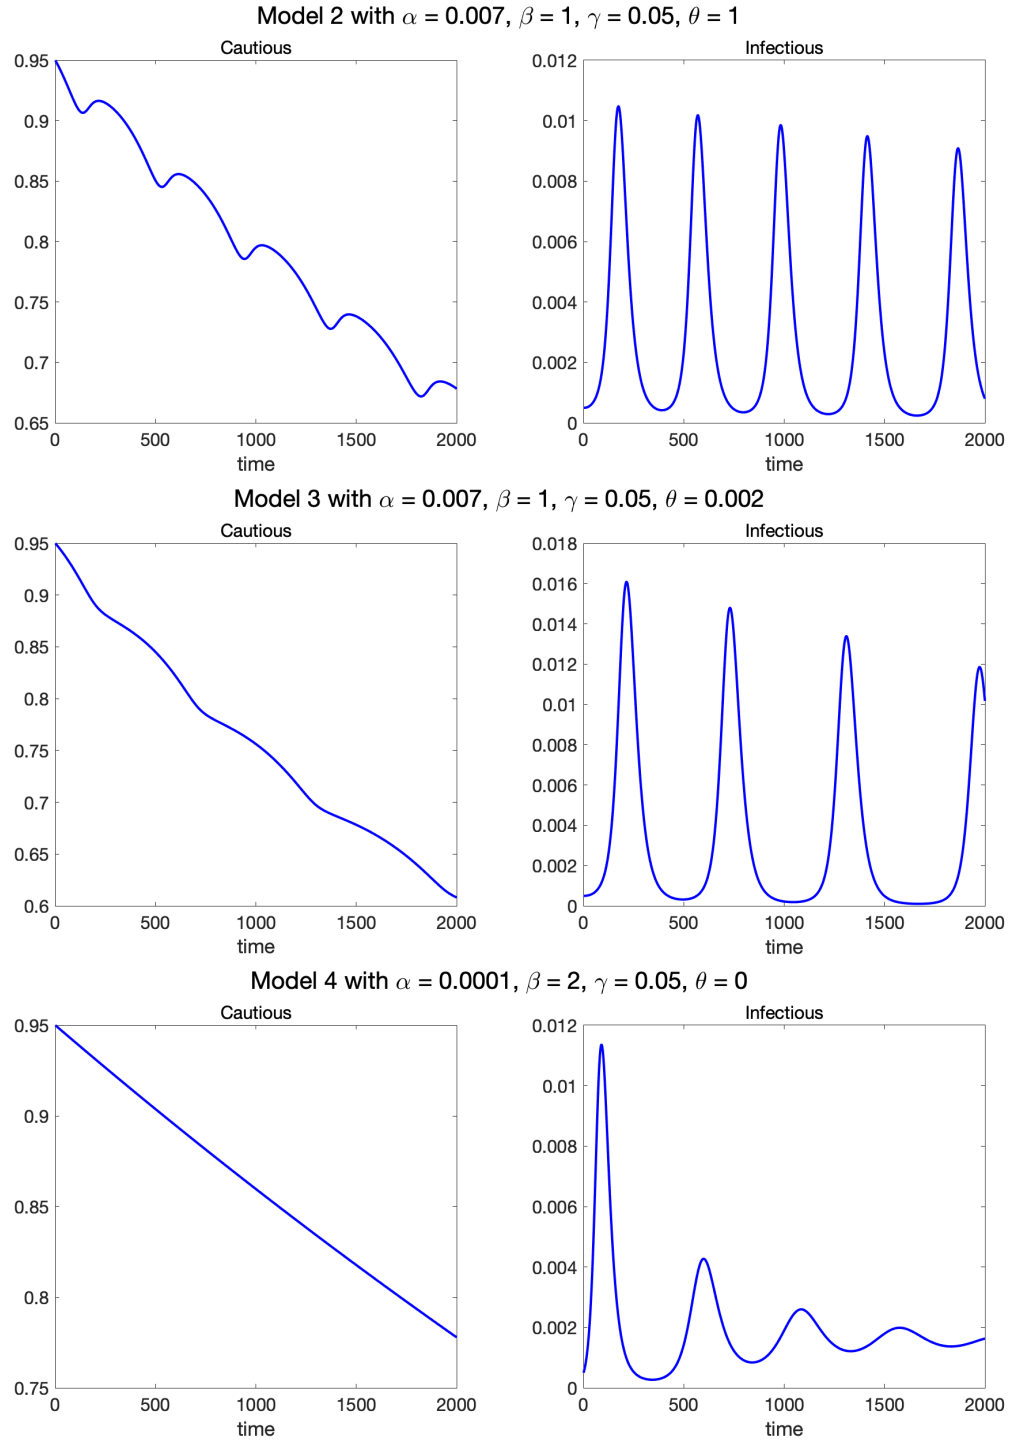 Model 2 with α = 0.007, β = 1, γ = 0.05, θ = 1
Cautious
0.95
0.9
0.85
0.8
0.75
0.7
0.65
0 500 1000 1500 2000
time
Infectious
0.012
0.01
0.008
0.006
0.004
0.002
0
0 500 1000 1500 2000
time
Model 3 with α = 0.007, β = 1, γ = 0.05, θ = 0.002
Cautious
0.95
0.9
0.85
0.8
0.75
0.7
0.65
0.6
0 500 1000 1500 2000
time
Infectious
0.018
0.016
0.014
0.012
0.01
0.008
0.006
0.004
0.002
0
0 500 1000 1500 2000
time
Model 4 with α = 0.0001, β = 2, γ = 0.05, θ = 0
Cautious
0.95
0.9
0.85
0.8
0.75
0 500 1000 1500 2000
time
Infectious
0.012
0.01
0.008
0.006
0.004
0.002
0
0 500 1000 1500 2000
time